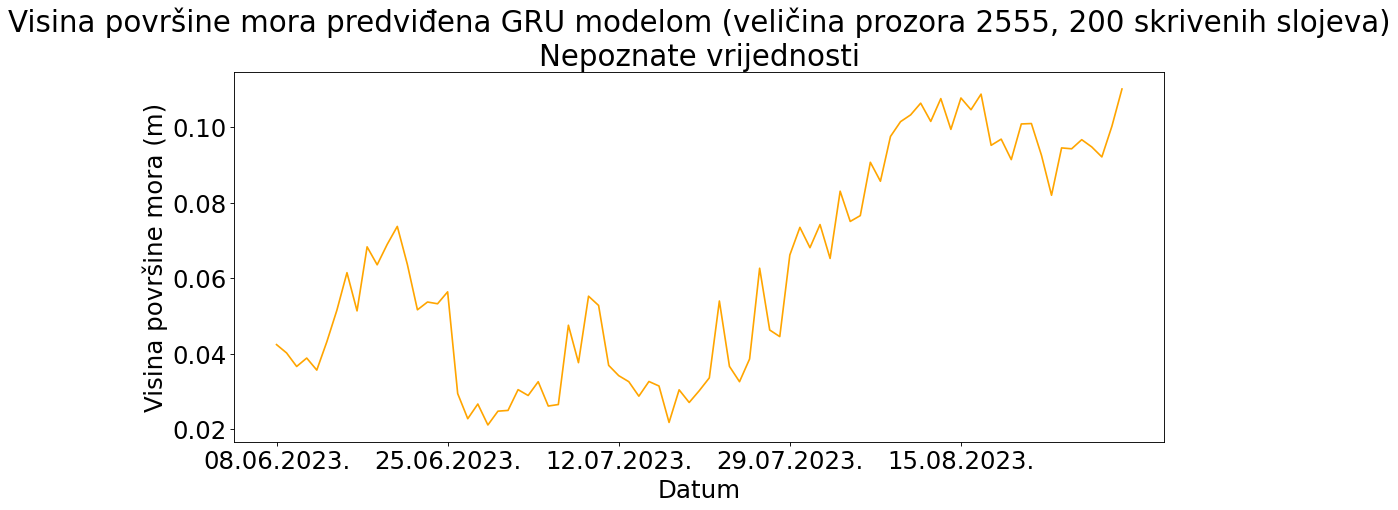 Visina površine mora predviđena GRU modelom (veličina prozora 2555, 200 skrivenih slojeva)
Nepoznate vrijednosti
Visina površine mora (m)
0.10
0.08
0.06
0.04
0.02
08.06.2023.
25.06.2023.
12.07.2023.
29.07.2023.
15.08.2023.
Datum